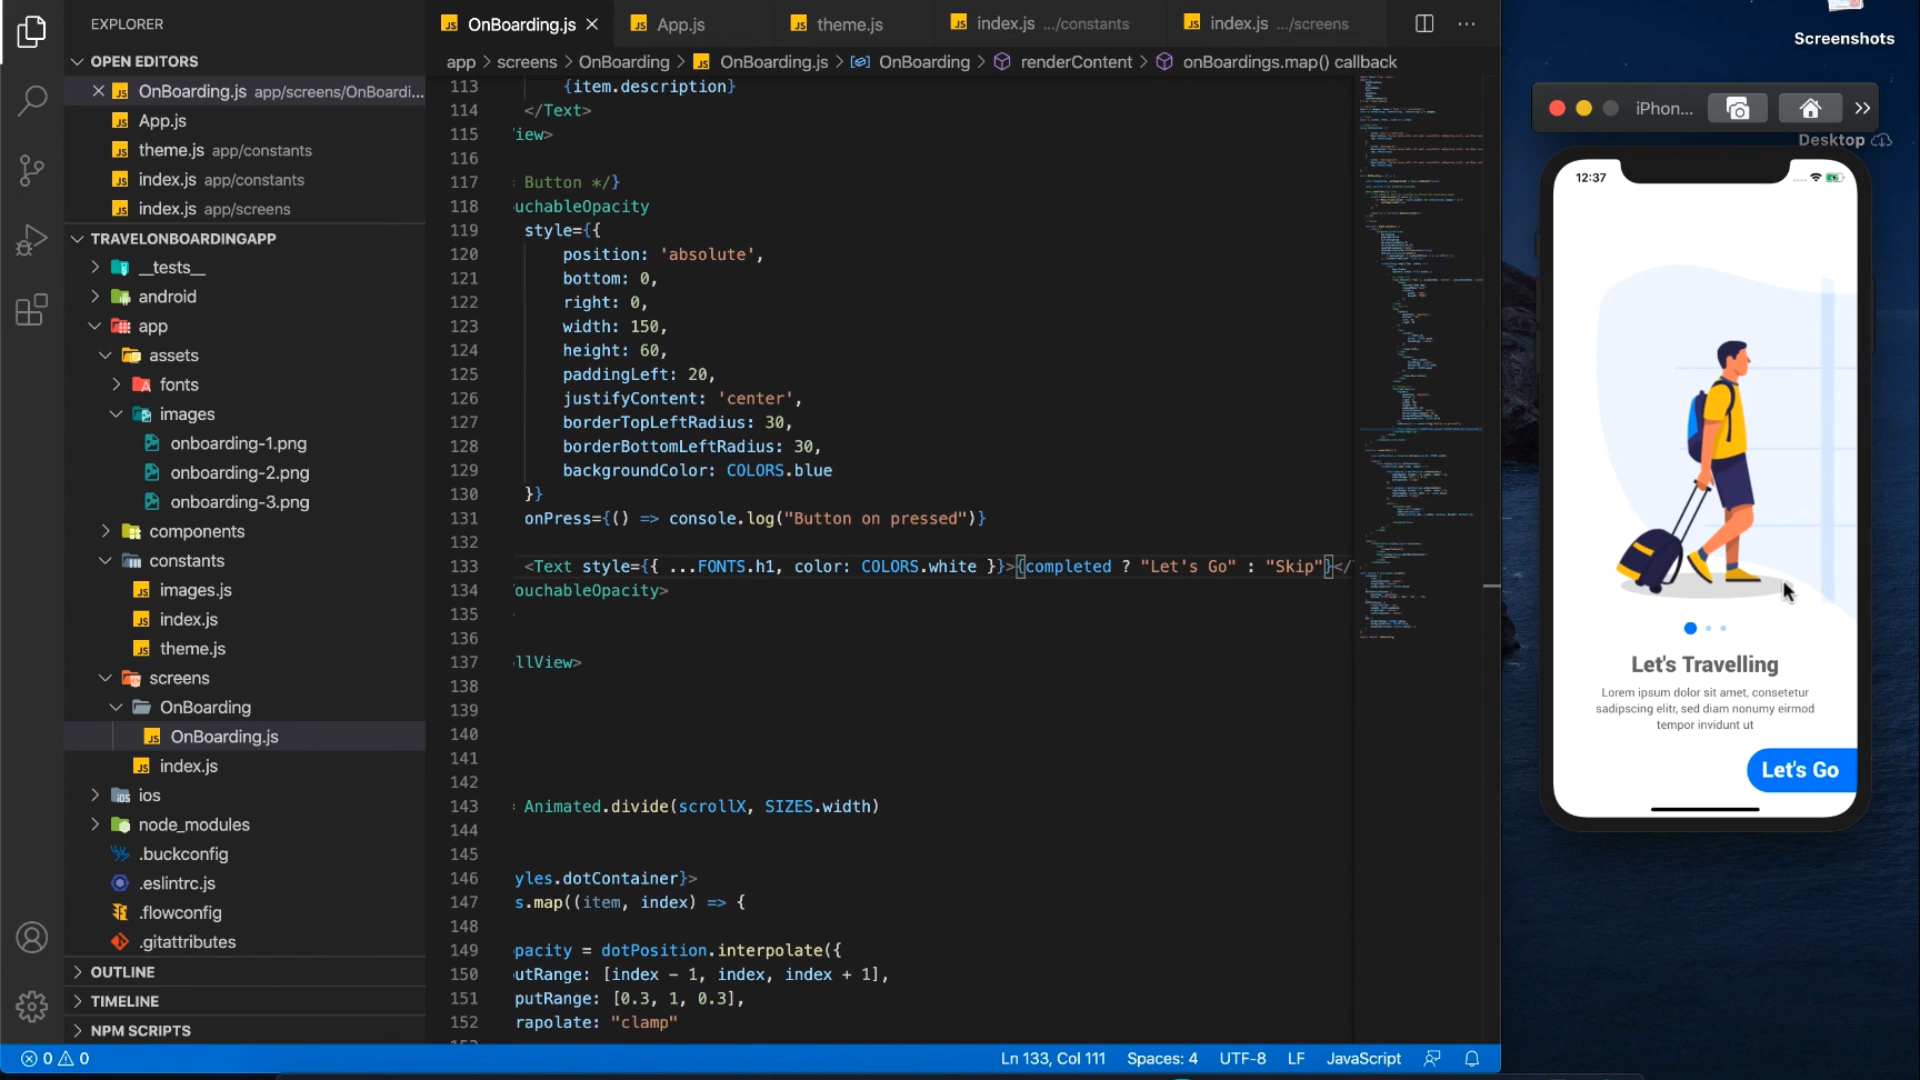 EXPLORER
OPEN EDITORS
OnBoarding.js app/screens/OnBoardi...
App.js
theme.js app/constants
index.js app/constants
index.js app/screens
TRAVELONBOARDINGAPP
__tests__
android
app
assets
fonts
images
onboarding-1.png
onboarding-2.png
onboarding-3.png
components
constants
images.js
index.js
theme.js
screens
OnBoarding
OnBoarding.js
index.js
ios
node_modules
.buckconfig
.eslintrc.js
.flowconfig
.gitattributes
OUTLINE
TIMELINE
NPM SCRIPTS
OnBoarding.js App.js theme.js index.js .../constants index.js .../screens
app > screens > OnBoarding > OnBoarding.js > OnBoarding > renderContent > onBoardings.map() callback
113 {item.description}
114 </Text>
115 iew>
116
117 : Button */}
118 ouchableOpacity
119 style={{
120 position: 'absolute',
121 bottom: 0,
122 right: 0,
123 width: 150,
124 height: 60,
125 paddingLeft: 20,
126 justifyContent: 'center',
127 borderTopLeftRadius: 30,
128 borderBottomLeftRadius: 30,
129 backgroundColor: COLORS.blue
130 }}
131 onPress={() => console.log("Button on pressed")}
132
133 <Text style={{ ...FONTS.h1, color: COLORS.white }}>{completed ? "Let's Go" : "Skip"}</
134 ouchableOpacity>
135
136
137 llView>
138
139
140
141
142
143 : Animated.divide(scrollX, SIZES.width)
144
145
146 yles.dotContainer}>
147 s.map((item, index) => {
148
149 pacity = dotPosition.interpolate({
150 utRange: [index - 1, index, index + 1],
151 putRange: [0.3, 1, 0.3],
152 rapolate: "clamp"
0 0
Ln 133, Col 111 Spaces: 4 UTF-8 LF JavaScript
Screenshots
iPhon...
Desktop
12:37
Let's Travelling
Lorem ipsum dolor sit amet, consetetur
sadipscing elitr, sed diam nonumy eirmod
tempor invidunt ut
Let's Go